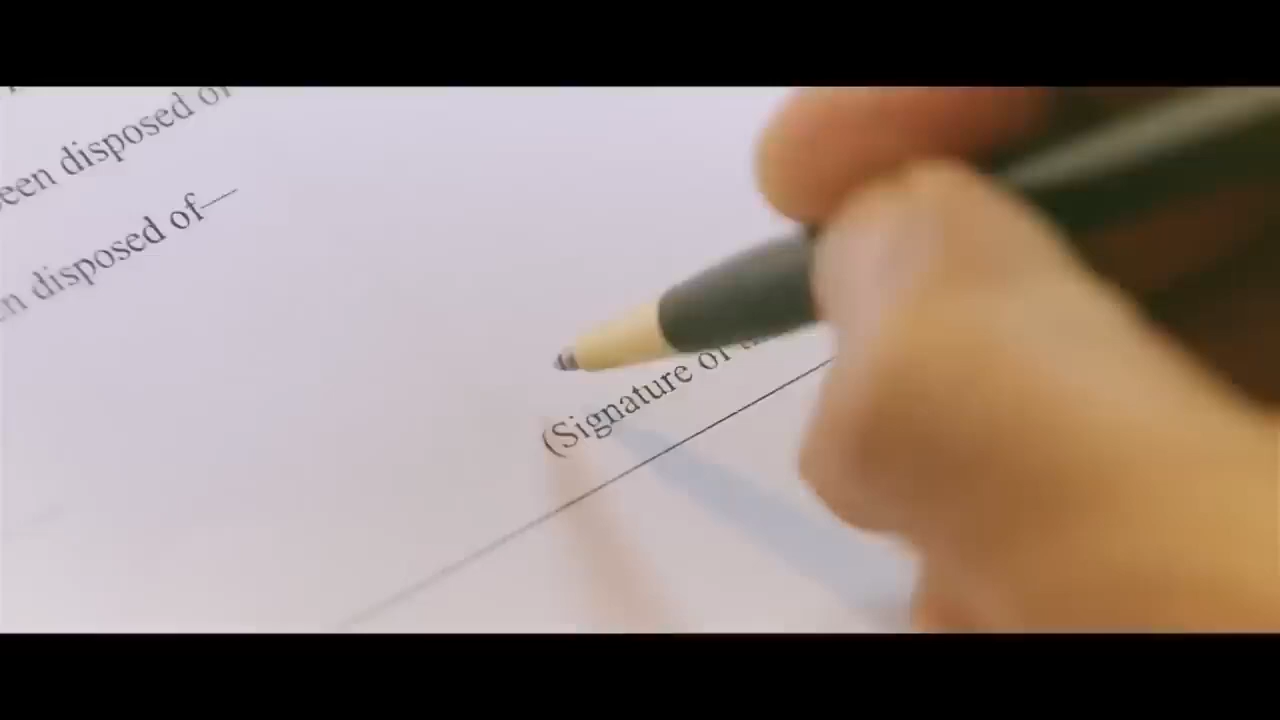 een disposed of
n disposed of—
(Signature of